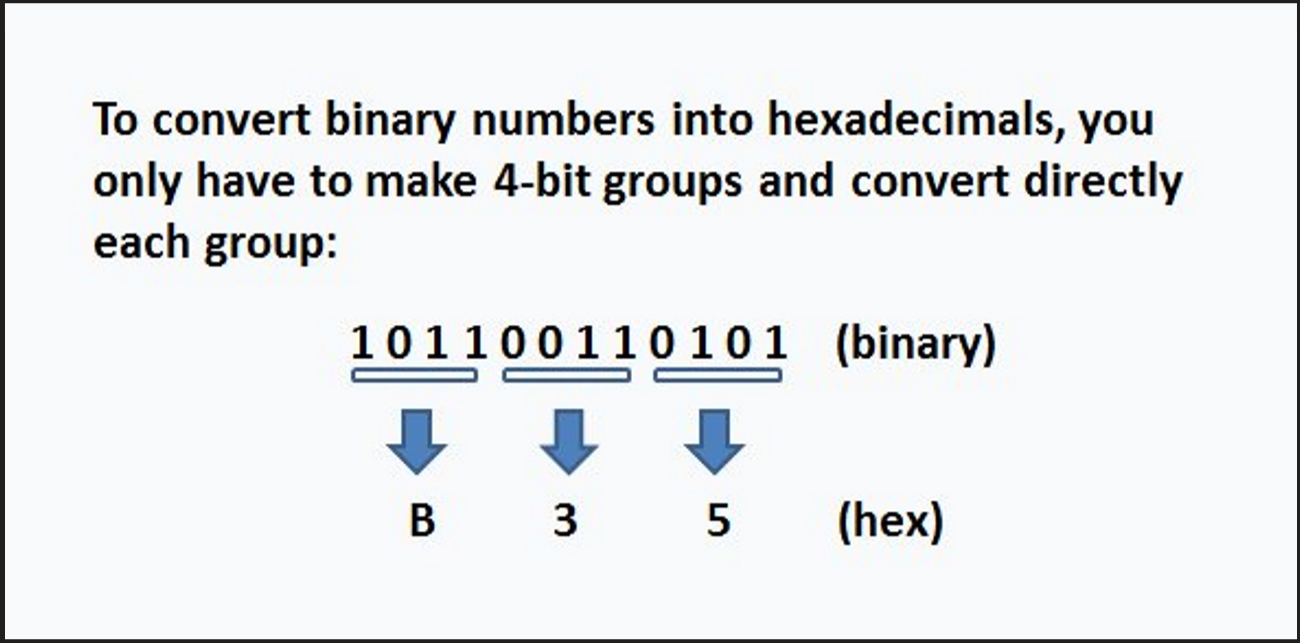 To convert binary numbers into hexadecimals, you
only have to make 4-bit groups and convert directly
each group:
1 0 1 1 0 0 1 1 0 1 0 1 (binary)
B 3 5 (hex)